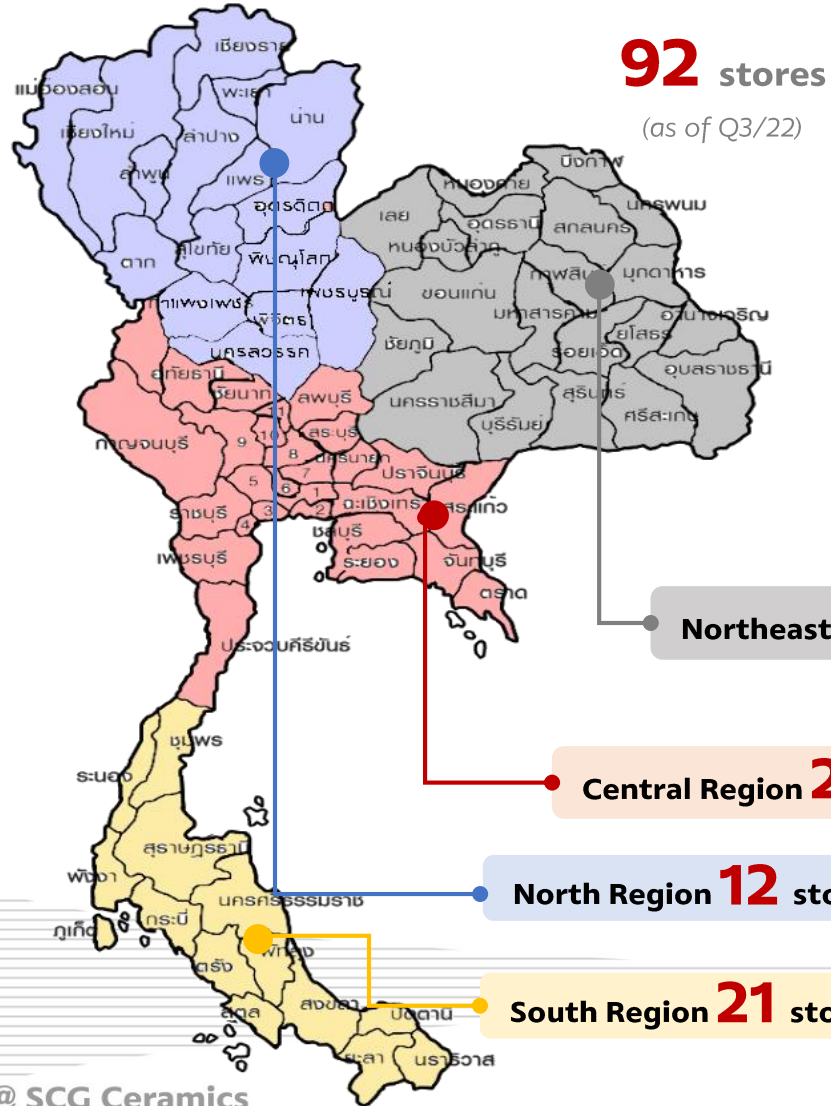 92 stores
(as of Q3/22)
เชียงราย
แม่ฮ่องสอน
พะเยา
น่าน
เชียงใหม่
ลำปาง
ลำพูน
แพร่
อุตรดิตถ์
ตาก
สุโขทัย
พิษณุโลก
กำแพงเพชร
เพชรบูรณ์
พิจิตร
นครสวรรค์
บึงกาฬ
หนองคาย
นครพนม
เลย
อุดรธานี
สกลนคร
หนองบัวลำภู
กาฬสินธุ์
มุกดาหาร
ขอนแก่น
มหาสารคาม
อำนาจเจริญ
ยโสธร
ชัยภูมิ
ร้อยเอ็ด
อุบลราชธานี
นครราชสีมา
สุรินทร์
บุรีรัมย์
ศรีสะเกษ
อุทัยธานี
ชัยนาท
ลพบุรี
สระบุรี
กาญจนบุรี
9
10
8
นครนายก
ปราจีนบุรี
7
5
6
1
ฉะเชิงเทรา
สระแก้ว
ราชบุรี
3
2
4
ชลบุรี
เพชรบุรี
ระยอง
จันทบุรี
ตราด
ประจวบคีรีขันธ์
Northeast
ชุมพร
ระนอง
Central Region 2
สุราษฎร์ธานี
พังงา
North Region 12 sto
นครศรีธรรมราช
กระบี่
ภูเก็ต
พัทลุง
ตรัง
South Region 21 sto
สงขลา
สตูล
ปัตตานี
ยะลา
นราธิวาส
@ SCG Ceramics